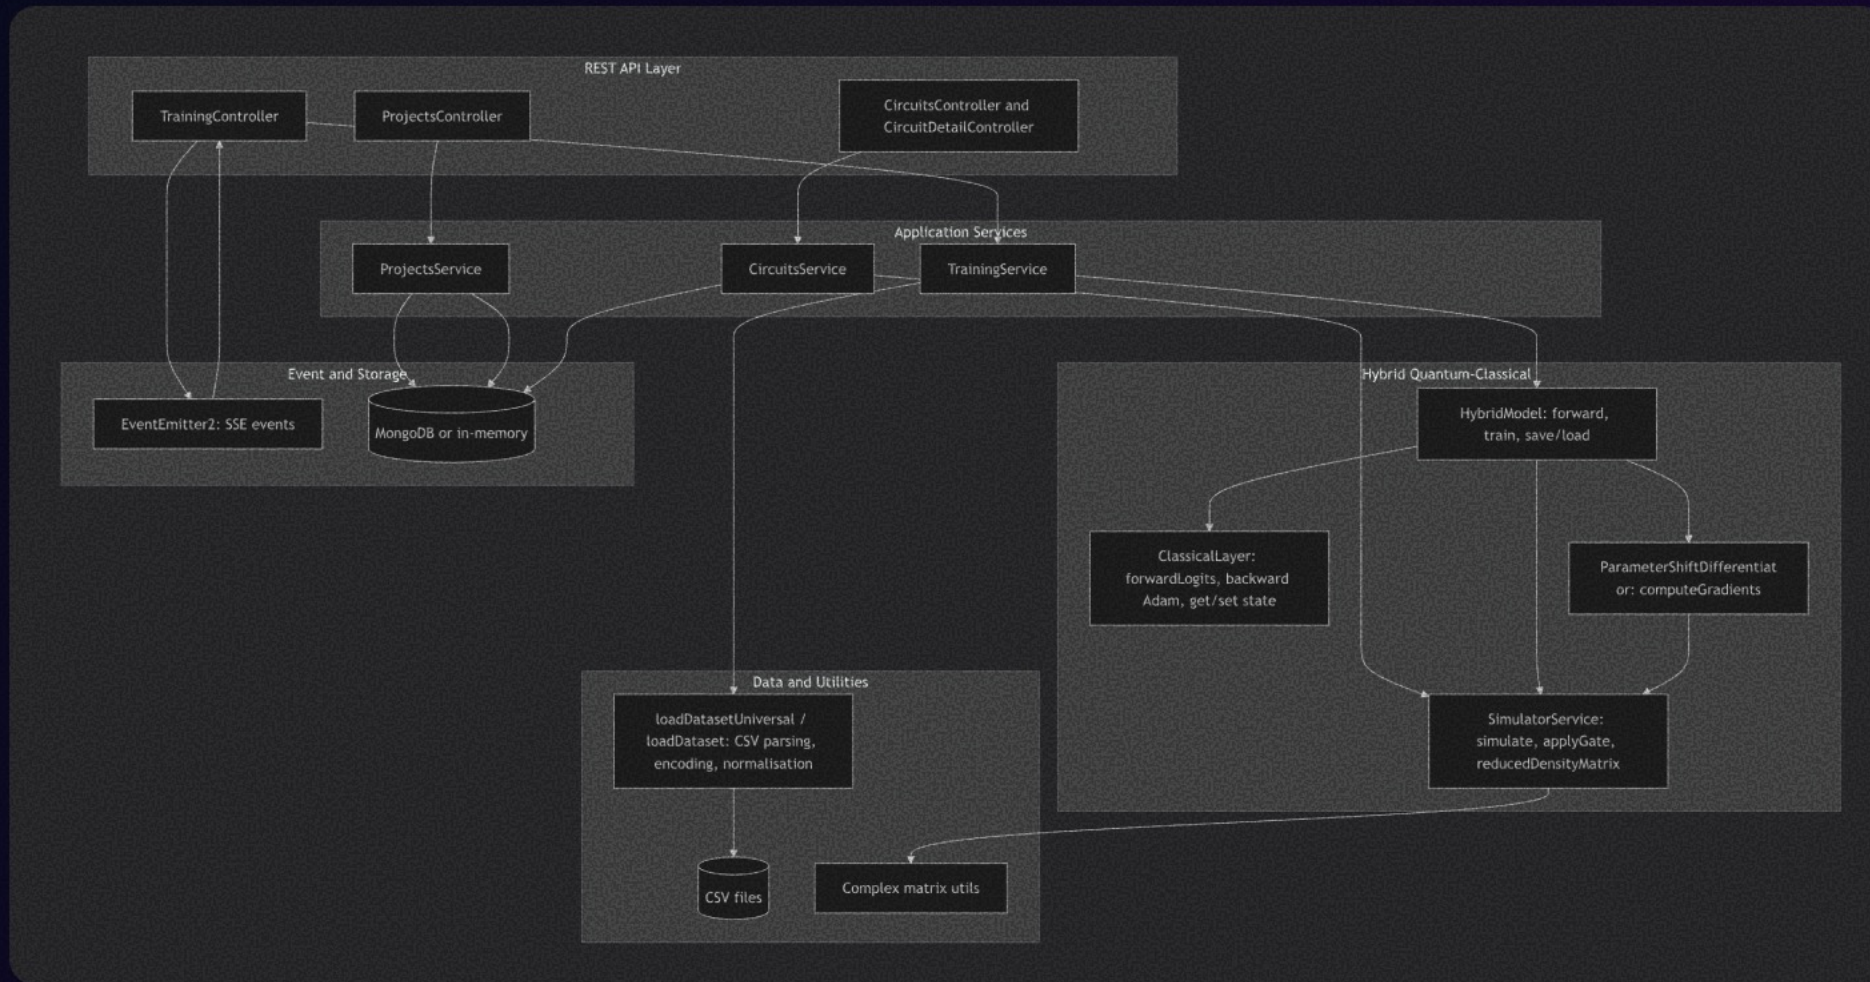 REST API Layer
TrainingController
ProjectsController
CircuitsController and
CircuitDetailController
Application Services
ProjectsService
CircuitsService
TrainingService
Event and Storage
EventEmitter2: SSE events
MongoDB or in-memory
Hybrid Quantum-Classical
HybridModel: forward,
train, save/load
ClassicalLayer:
forwardLogits, backward
Adam, get/set state
ParameterShiftDifferentiat
or: computeGradients
SimulatorService:
simulate, applyGate,
reducedDensityMatrix
Data and Utilities
loadDatasetUniversal /
loadDataset: CSV parsing,
encoding, normalisation
CSV files
Complex matrix utils